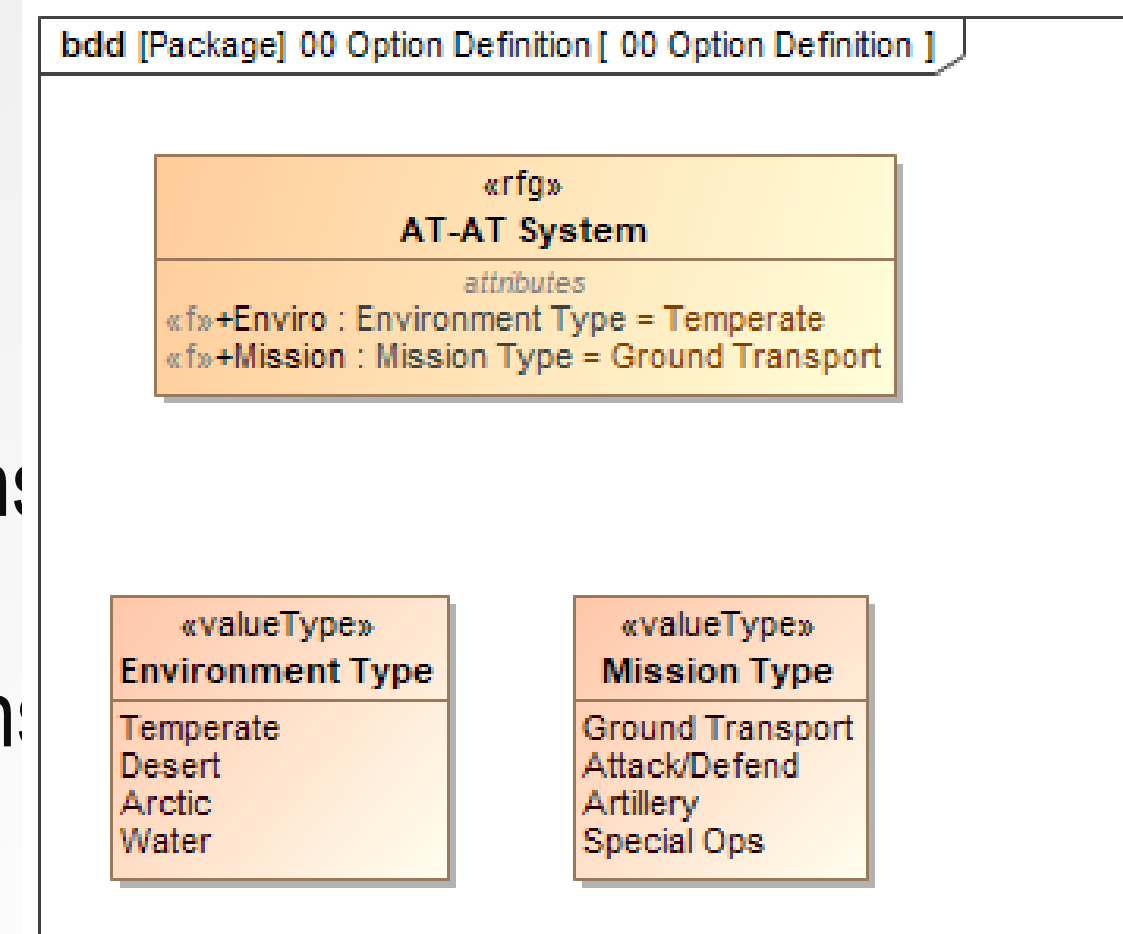 bdd [Package] 00 Option Definition [ 00 Option Definition ]
«rfg»
AT-AT System
attributes
«f»+Enviro : Environment Type = Temperate
«f»+Mission : Mission Type = Ground Transport
«valueType»
Environment Type
Temperate
Desert
Arctic
Water
«valueType»
Mission Type
Ground Transport
Attack/Defend
Artillery
Special Ops